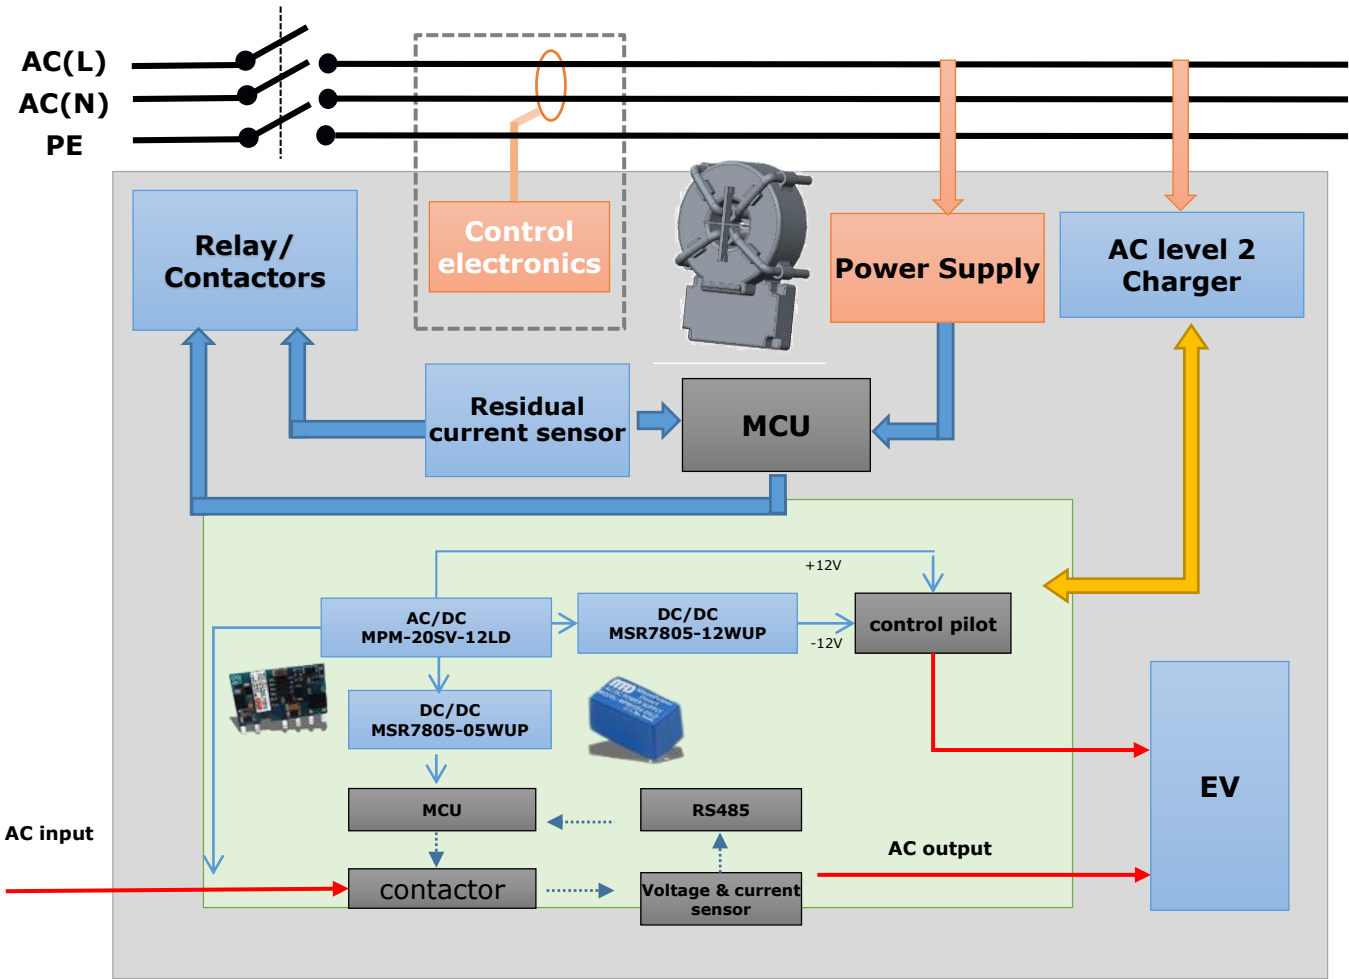 AC(L)
AC(N)
PE
Relay/
Contactors
Control
electronics
Power Supply
AC level 2
Charger
Residual
current sensor
MCU
+12V
AC/DC
MPM-20SV-12LD
DC/DC
MSR7805-12WUP
-12V
control pilot
DC/DC
MSR7805-05WUP
MCU
RS485
EV
AC input
AC output
contactor
Voltage & current
sensor